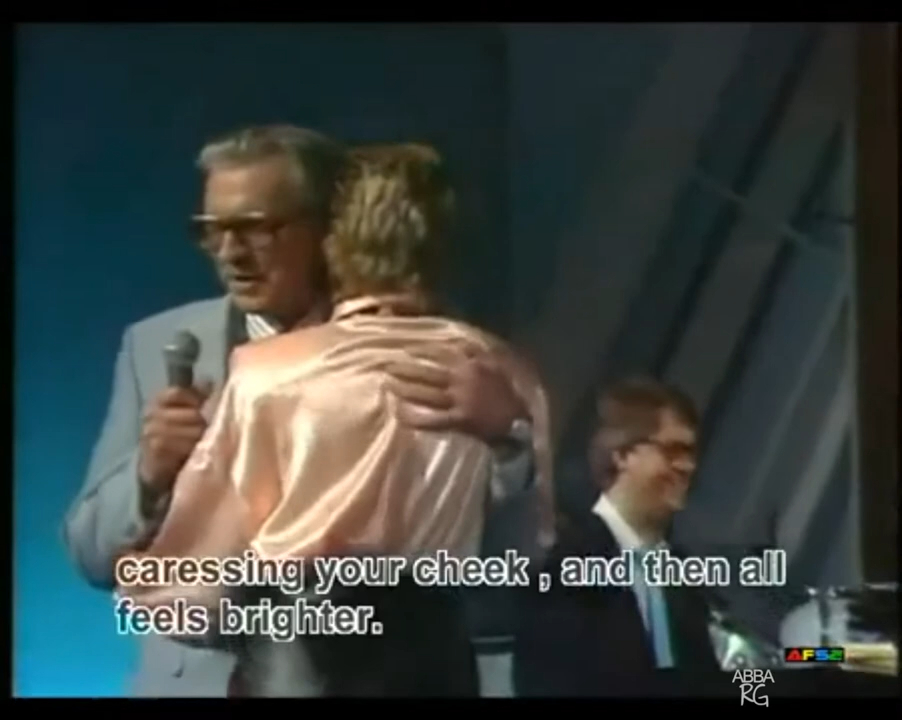 caressing your cheek , and then all
feels brighter.
AFS2
ABBA
RG